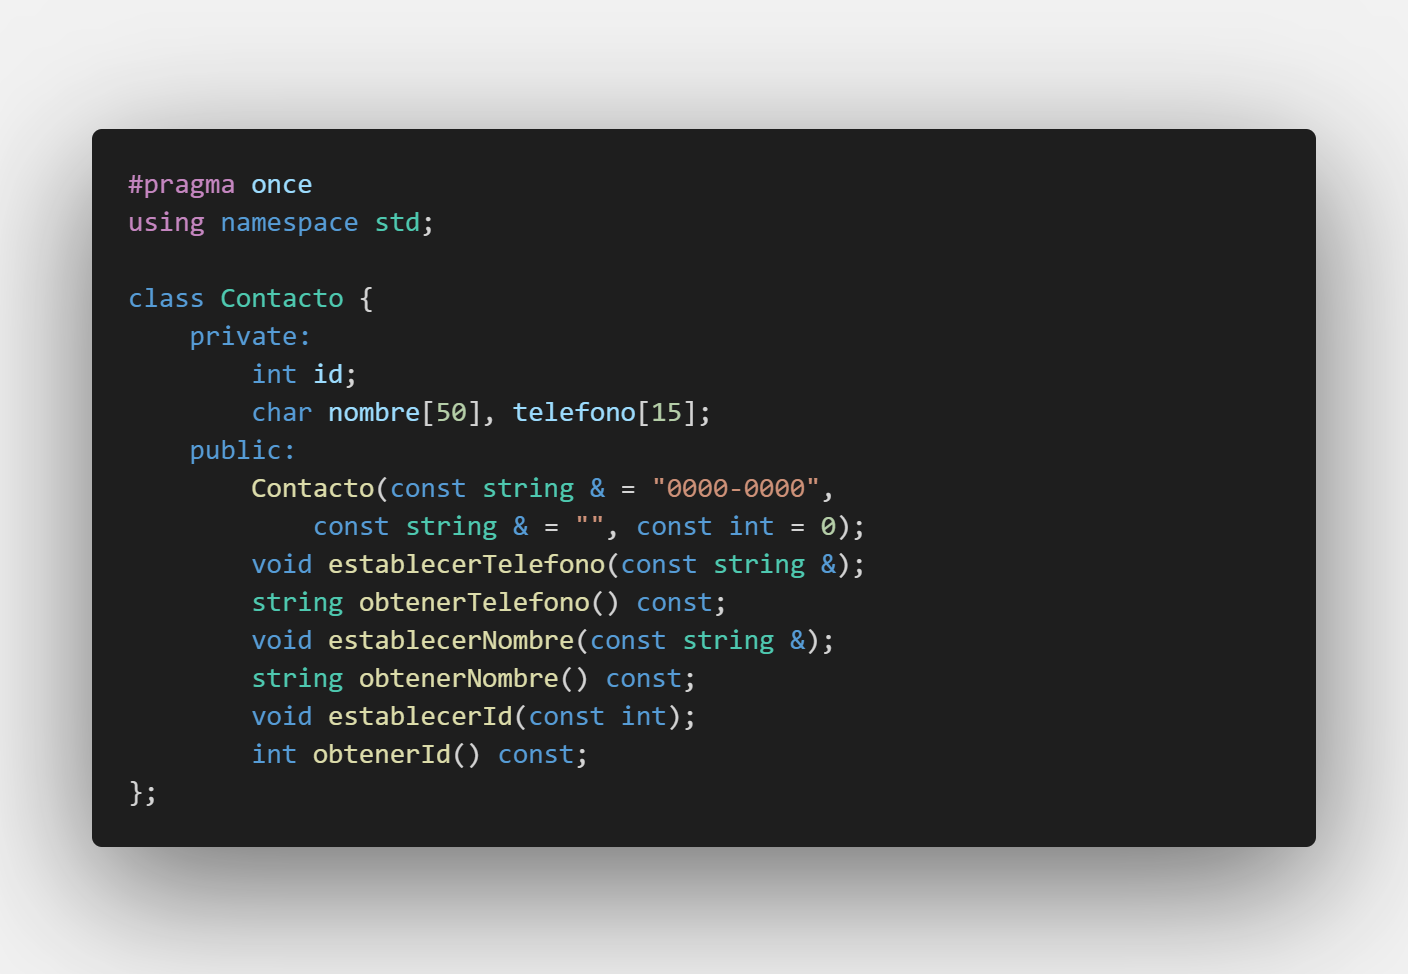 #pragma once
using namespace std;

class Contacto {
    private:
        int id;
        char nombre[50], telefono[15];
    public:
        Contacto(const string & = "0000-0000",
            const string & = "", const int = 0);
        void establecerTelefono(const string &);
        string obtenerTelefono() const;
        void establecerNombre(const string &);
        string obtenerNombre() const;
        void establecerId(const int);
        int obtenerId() const;
};